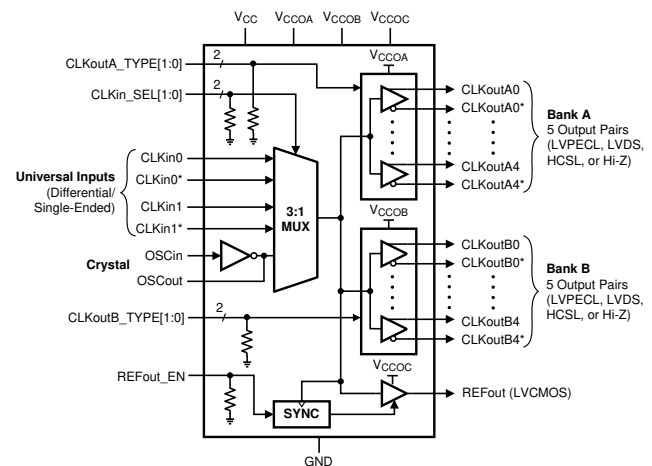 VCC VCCOA VCCOB VCCOC
CLKoutA_TYPE[1:0] 2
VCCOA
CLKin_SEL[1:0] 2
CLKoutA0
CLKoutA0*
CLKoutA4
CLKoutA4*
Bank A
5 Output Pairs
(LVPECL, LVDS,
HCSL, or Hi-Z)
Universal Inputs
(Differential/
Single-Ended)
CLKin0
CLKin0*
CLKin1
CLKin1*
3:1
MUX
Crystal
OSCin
OSCout
VCCOB
CLKoutB0
CLKoutB0*
CLKoutB4
CLKoutB4*
Bank B
5 Output Pairs
(LVPECL, LVDS,
HCSL, or Hi-Z)
CLKoutB_TYPE[1:0] 2
VCCOC
REFout_EN
SYNC
REFout (LVCMOS)
GND